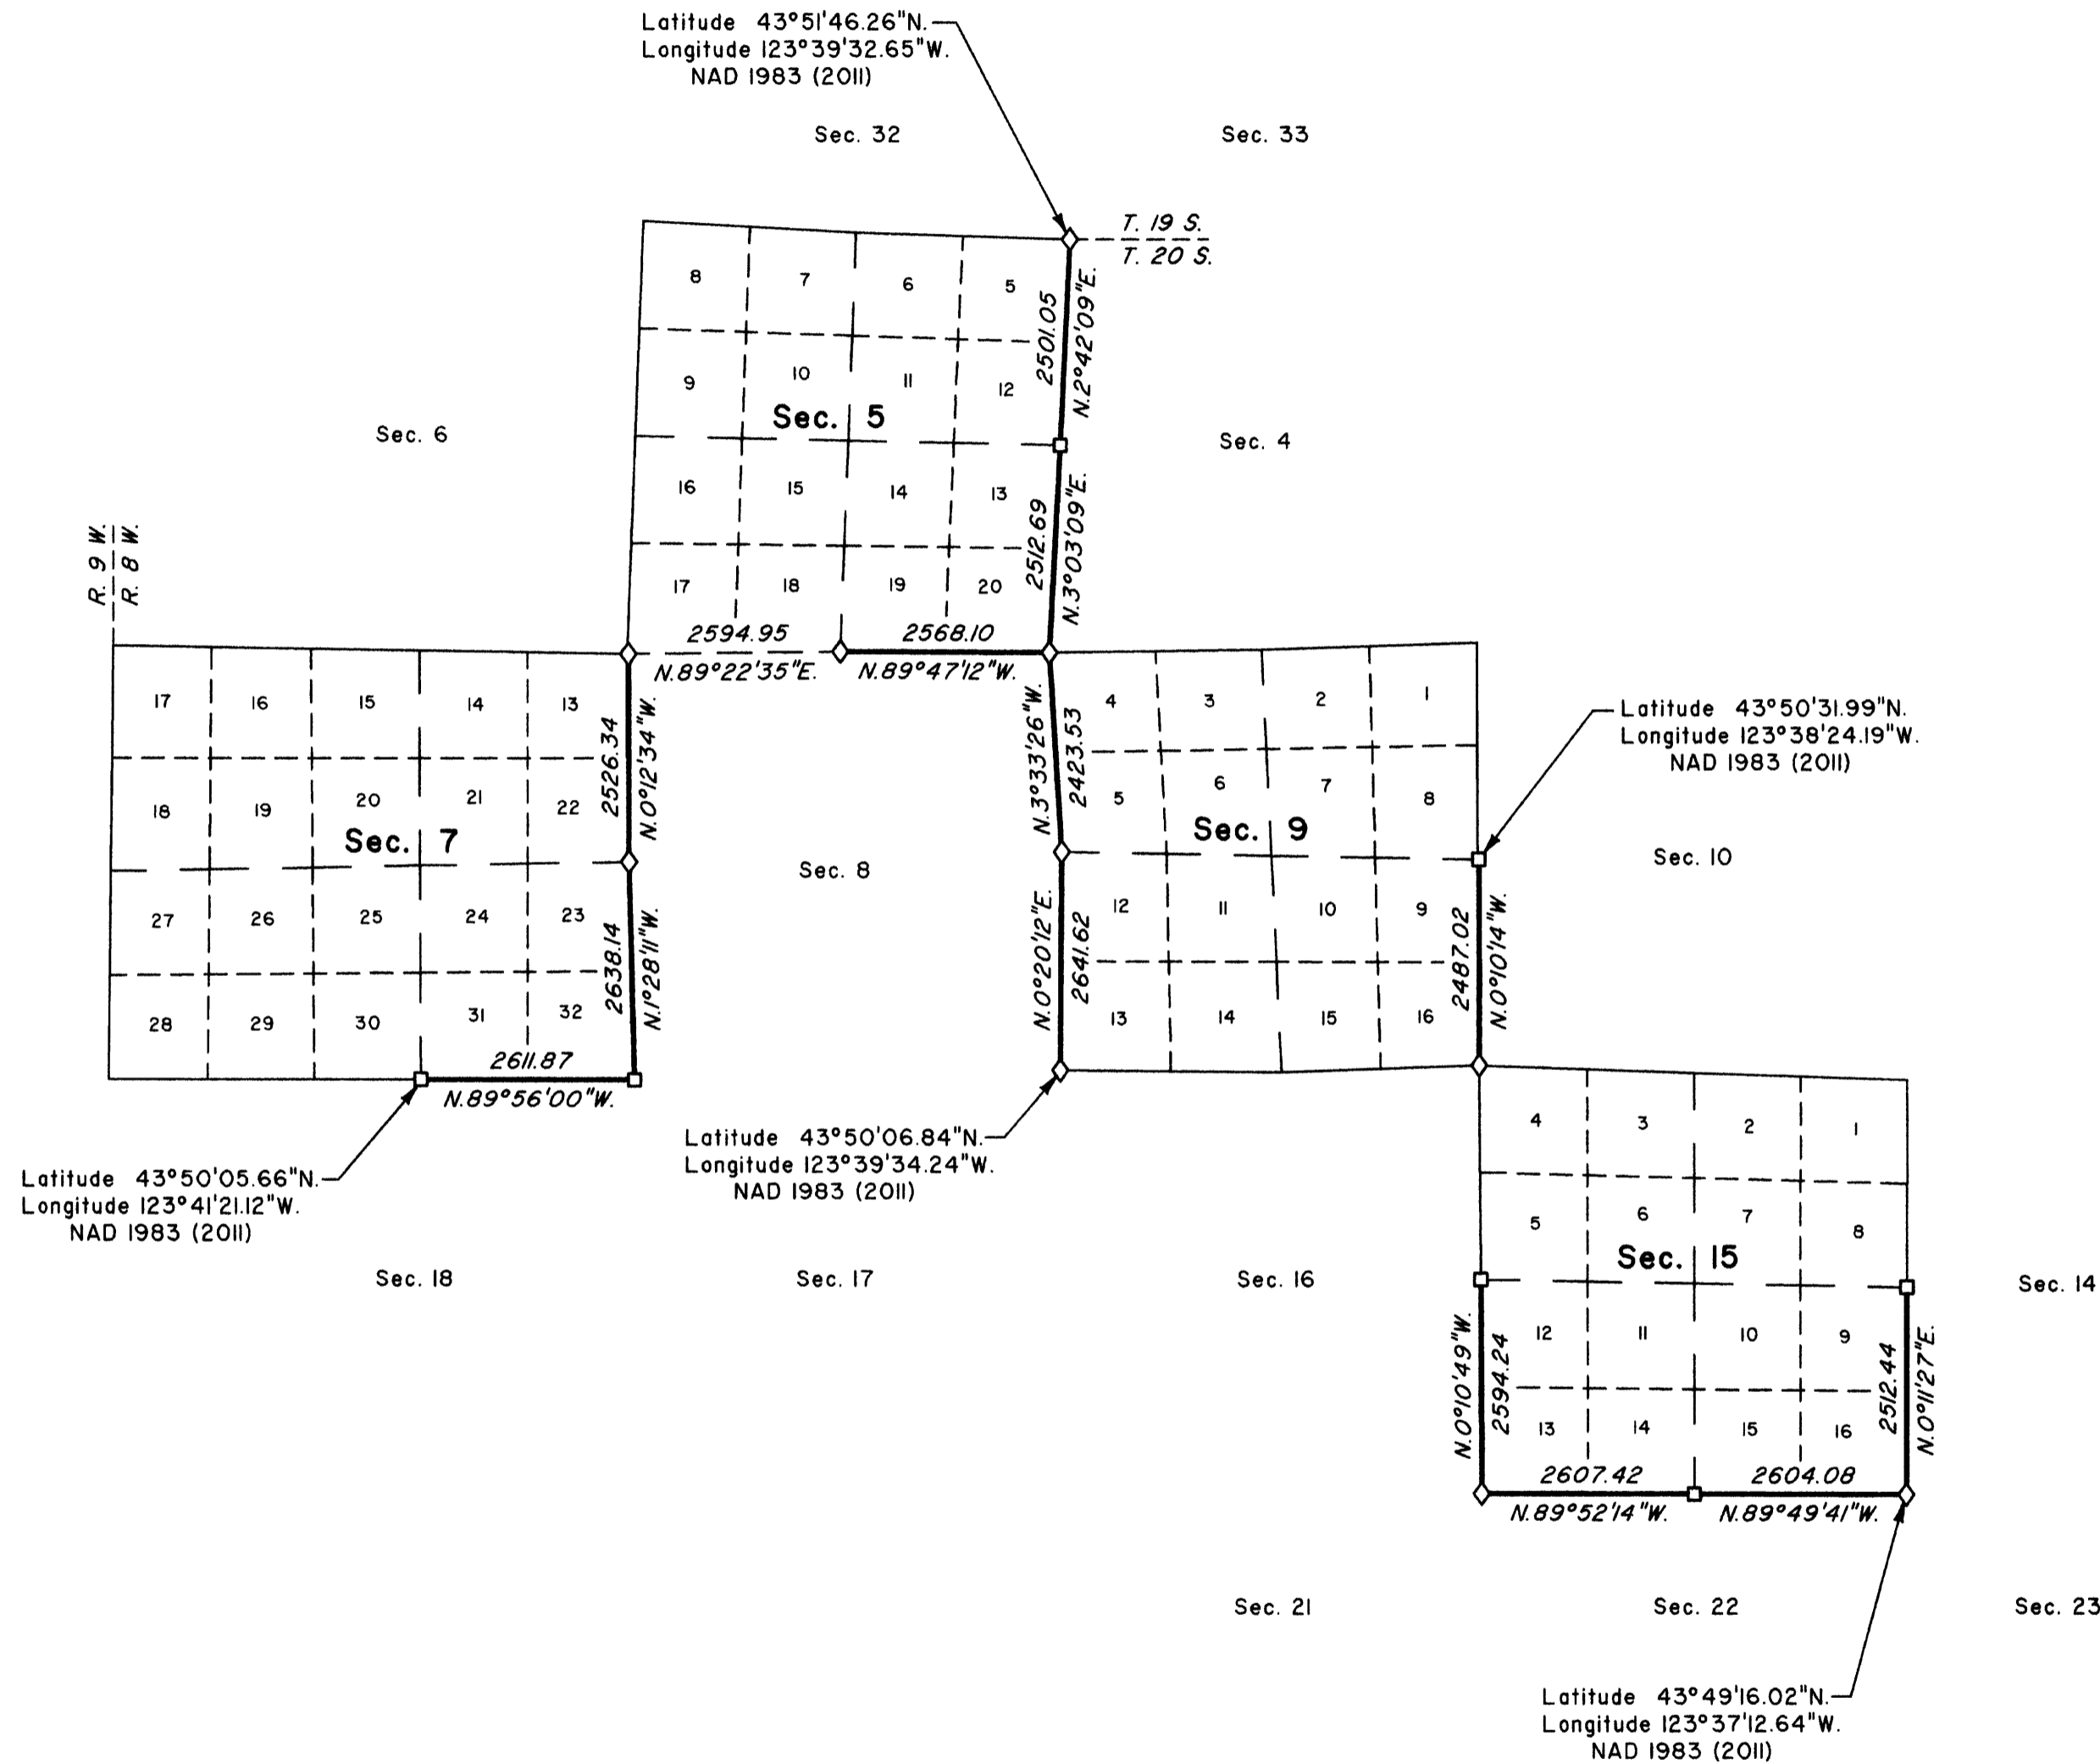 Latitude 43°51'46.26"N.
Longitude 123°39'32.65"W.
NAD 1983 (2011)
Sec. 32
Sec. 33
T. 19 S.
T. 20 S.
8 7 6 5
9 10 11 12
Sec. 5
16 15 14 13
17 18 19 20
2501.05
N.2°42'09"E.
2512.69
N.3°03'09"E.
2594.95
N.89°22'35"E.
2568.10
N.89°47'12"W.
Sec. 6
Sec. 4
R. 9 W.
R. 8 W.
17 16 15 14 13
18 19 20 21 22
Sec. 7
27 26 25 24 23
28 29 30 31 32
2526.34
N.0°12'34"W.
2638.14
N.1°28'11"W.
2611.87
N.89°56'00"W.
Latitude 43°50'05.66"N.
Longitude 123°41'21.12"W.
NAD 1983 (2011)
Sec. 8
N.3°33'26"W.
2423.53
N.0°20'12"E.
2641.62
4 3 2 1
5 6 7 8
Sec. 9
12 11 10 9
13 14 15 16
2487.02
N.0°10'14"W.
Latitude 43°50'31.99"N.
Longitude 123°38'24.19"W.
NAD 1983 (2011)
Sec. 10
Latitude 43°50'06.84"N.
Longitude 123°39'34.24"W.
NAD 1983 (2011)
Sec. 18
Sec. 17
Sec. 16
4 3 2 1
5 6 7 8
Sec. 15
12 11 10 9
13 14 15 16
N.0°10'49"W.
2594.24
2512.44
N.0°11'27"E.
2607.42
N.89°52'14"W.
2604.08
N.89°49'41"W.
Sec. 14
Sec. 21
Sec. 22
Sec. 23
Latitude 43°49'16.02"N.
Longitude 123°37'12.64"W.
NAD 1983 (2011)